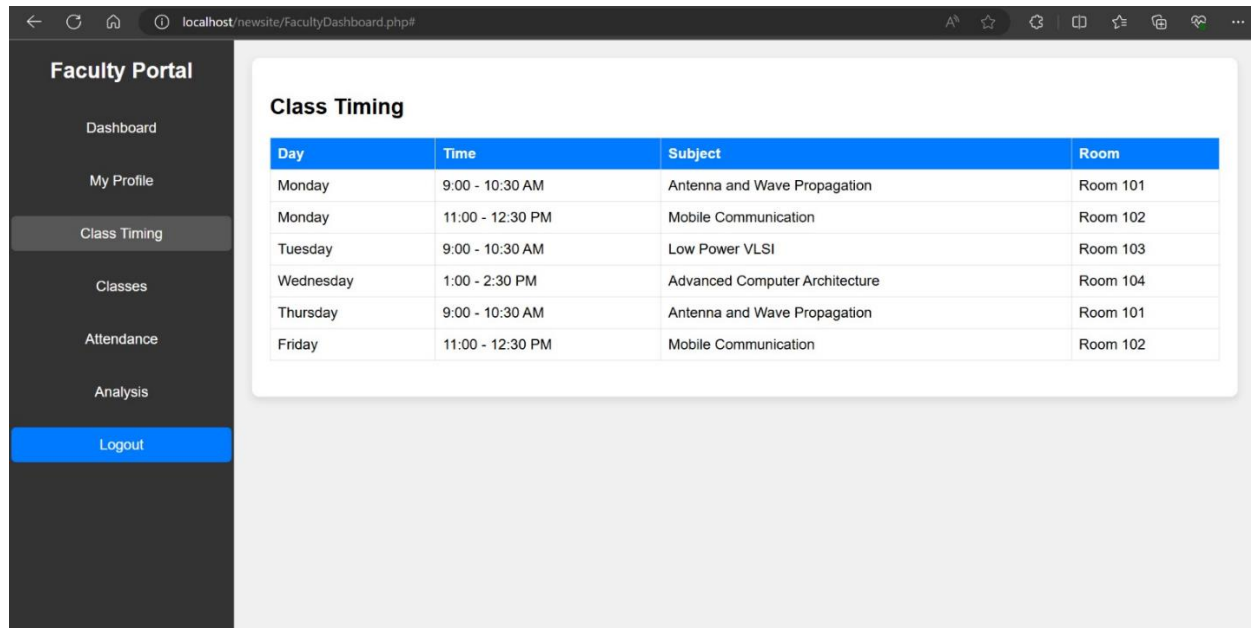 localhost/newsite/FacultyDashboard.php#
Faculty Portal
Dashboard
My Profile
Class Timing
Classes
Attendance
Analysis
Logout
Class Timing
Day Time Subject Room
Monday 9:00 - 10:30 AM Antenna and Wave Propagation Room 101
Monday 11:00 - 12:30 PM Mobile Communication Room 102
Tuesday 9:00 - 10:30 AM Low Power VLSI Room 103
Wednesday 1:00 - 2:30 PM Advanced Computer Architecture Room 104
Thursday 9:00 - 10:30 AM Antenna and Wave Propagation Room 101
Friday 11:00 - 12:30 PM Mobile Communication Room 102